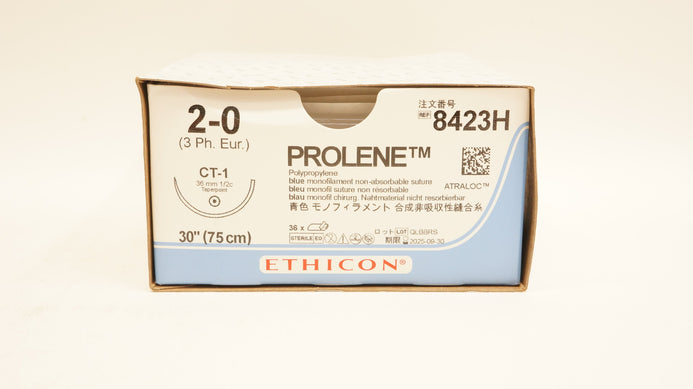 2-0
(3 Ph. Eur.)
CT-1
36 mm 1/2c
Taperpoint
30" (75 cm)
注文番号
REF 8423H
PROLENE™
Polypropylene
blue monofilament non-absorbable suture
bleu monofil suture non résorbable
blau monofil chirurg. Nahtmaterial nicht resorbierbar
青色 モノフィラメント 合成非吸収性縫合糸
ATRALOC™
36 x
STERILE EO
ロット LOT QLBBRS
期限 2025-09-30
ETHICON®